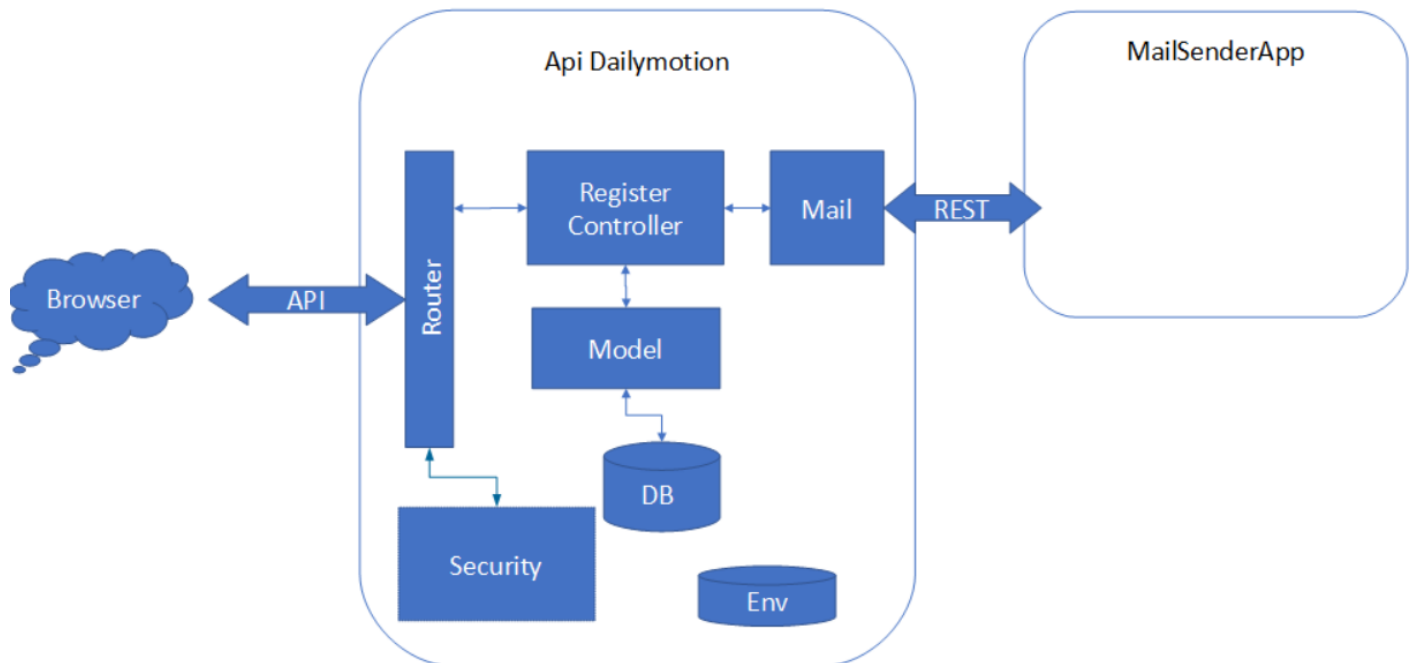 Api Dailymotion
MailSenderApp
Register
Controller
Mail
REST
Browser
API
Router
Model
DB
Security
Env